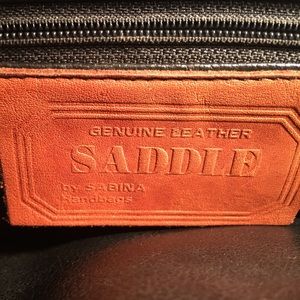 GENUINE LEATHER
SADDLE
by SABINA
Handbags